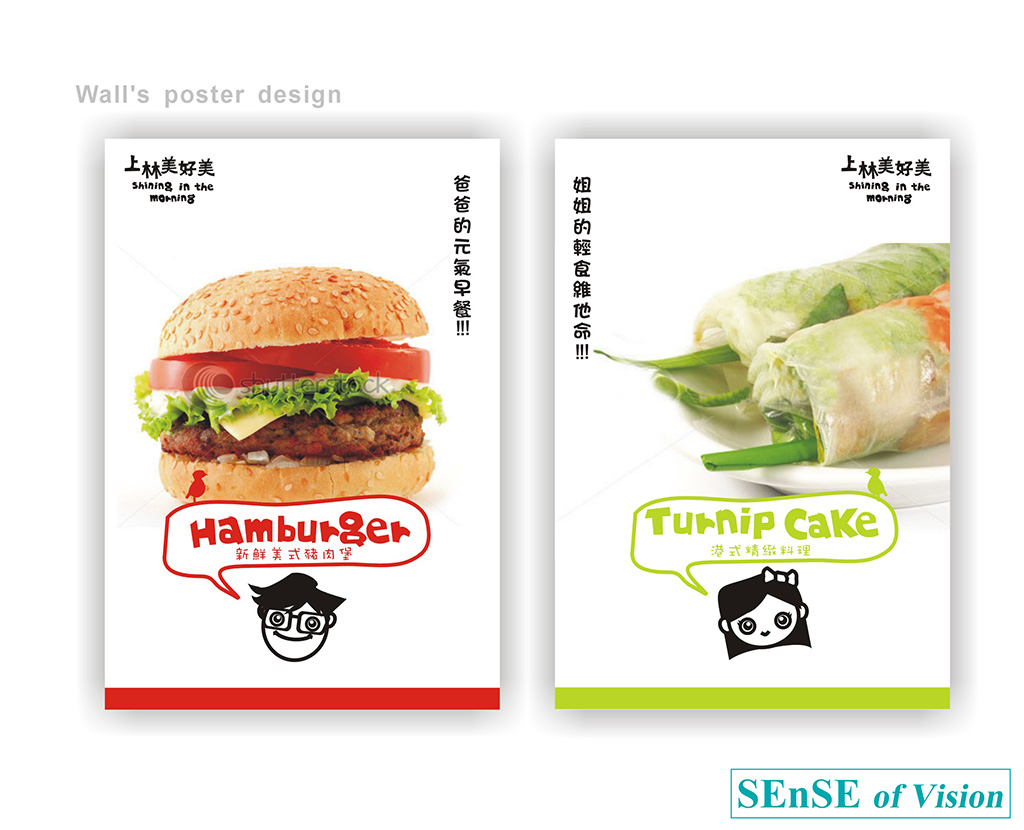 Wall's poster design
上林美好美
shining in the
morning
爸爸的元氣早餐!!!
shutterstock
Hamburger
新鮮美式豬肉堡
上林美好美
shining in the
morning
姐姐的輕食維他命!!!
Turnip Cake
港式精緻料理
SEnSE of Vision